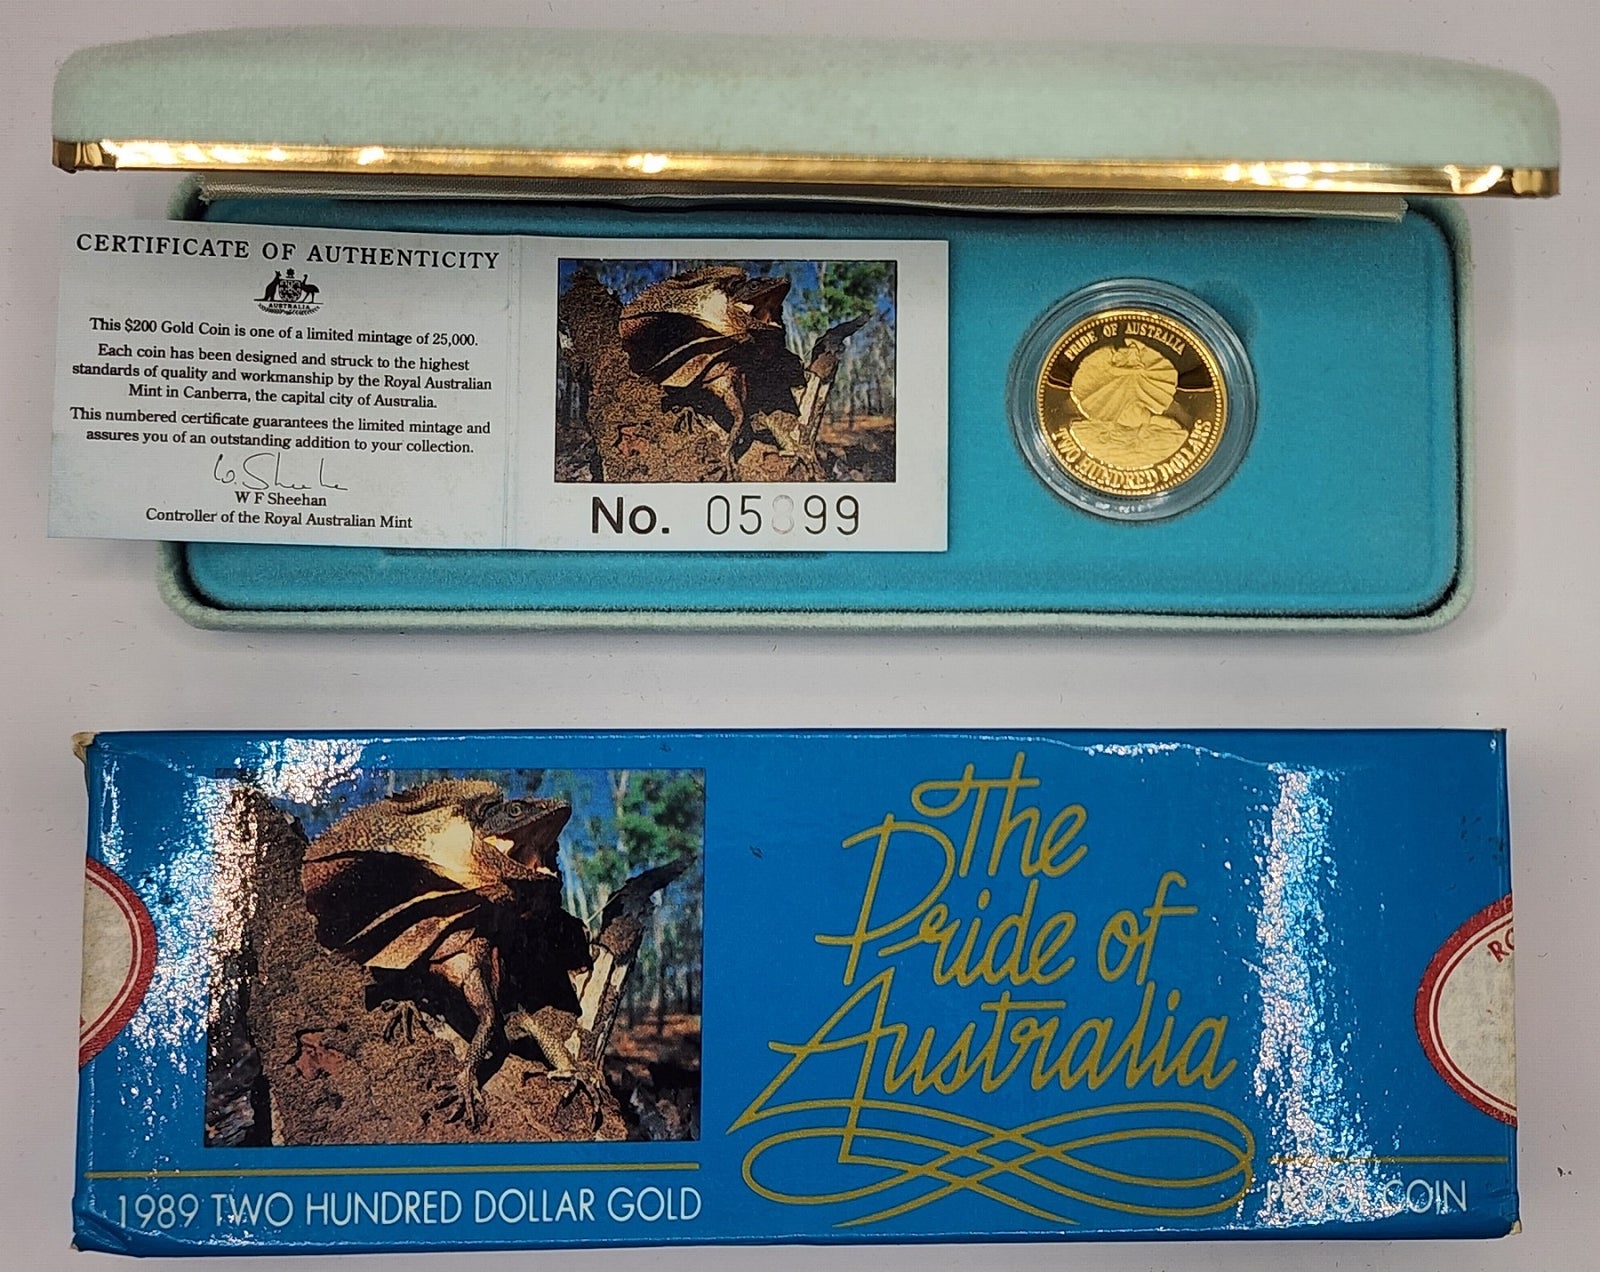 CERTIFICATE OF AUTHENTICITY
AUSTRALIA
This $200 Gold Coin is one of a limited mintage of 25,000.
Each coin has been designed and struck to the highest
standards of quality and workmanship by the Royal Australian
Mint in Canberra, the capital city of Australia.
This numbered certificate guarantees the limited mintage and
assures you of an outstanding addition to your collection.
W. Sheehan
W F Sheehan
Controller of the Royal Australian Mint
No. 05899
PRIDE OF AUSTRALIA
TWO HUNDRED DOLLARS
The
Pride of
Australia
1989 TWO HUNDRED DOLLAR GOLD
PROOF COIN